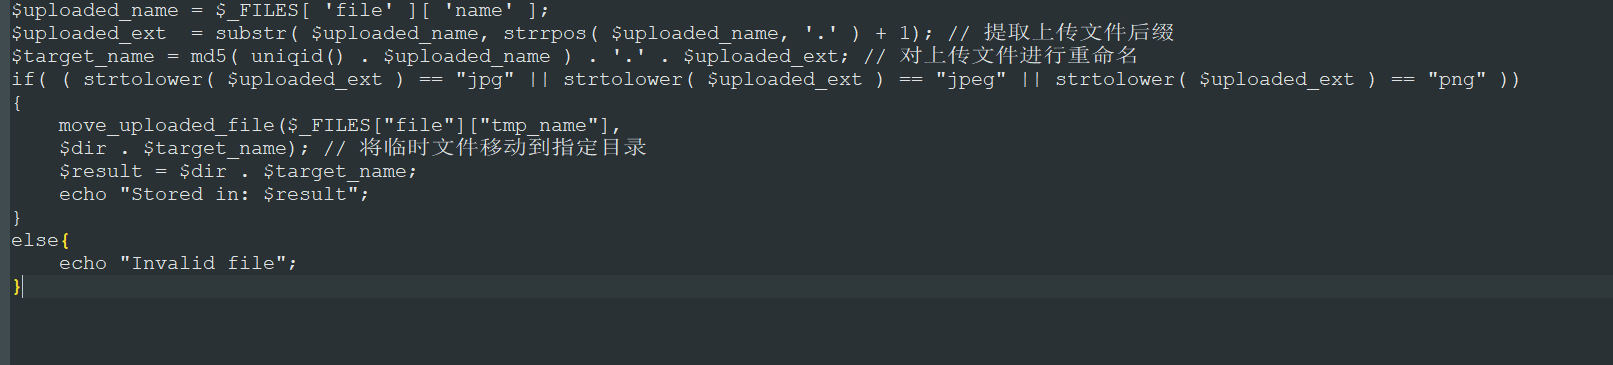 $uploaded_name = $_FILES[ 'file' ][ 'name' ];
$uploaded_ext  = substr( $uploaded_name, strrpos( $uploaded_name, '.' ) + 1); // 提取上传文件后缀
$target_name = md5( uniqid() . $uploaded_name ) . '.' . $uploaded_ext; // 对上传文件进行重命名
if( ( strtolower( $uploaded_ext ) == "jpg" || strtolower( $uploaded_ext ) == "jpeg" || strtolower( $uploaded_ext ) == "png" ))
{
    move_uploaded_file($_FILES["file"]["tmp_name"],
    $dir . $target_name); // 将临时文件移动到指定目录
    $result = $dir . $target_name;
    echo "Stored in: $result";
}
else{
    echo "Invalid file";
}